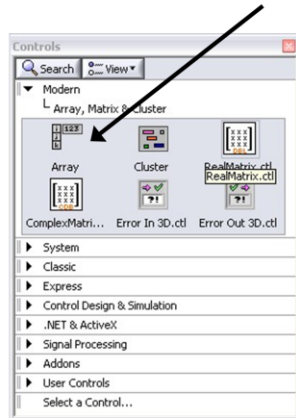 Controls
Search View
Modern
Array, Matrix & Cluster
123
Array Cluster RealMatrix.ctl
RealMatrix.ctl
ComplexMatri... Error In 3D.ctl Error Out 3D.ctl
System
Classic
Express
Control Design & Simulation
.NET & ActiveX
Signal Processing
Addons
User Controls
Select a Control...